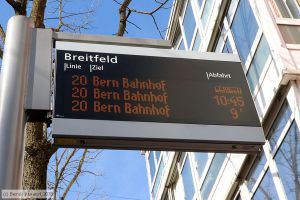 Breitfeld
Linie Ziel Abfahrt
20 Bern Bahnhof
20 Bern Bahnhof 10:45
20 Bern Bahnhof 9'